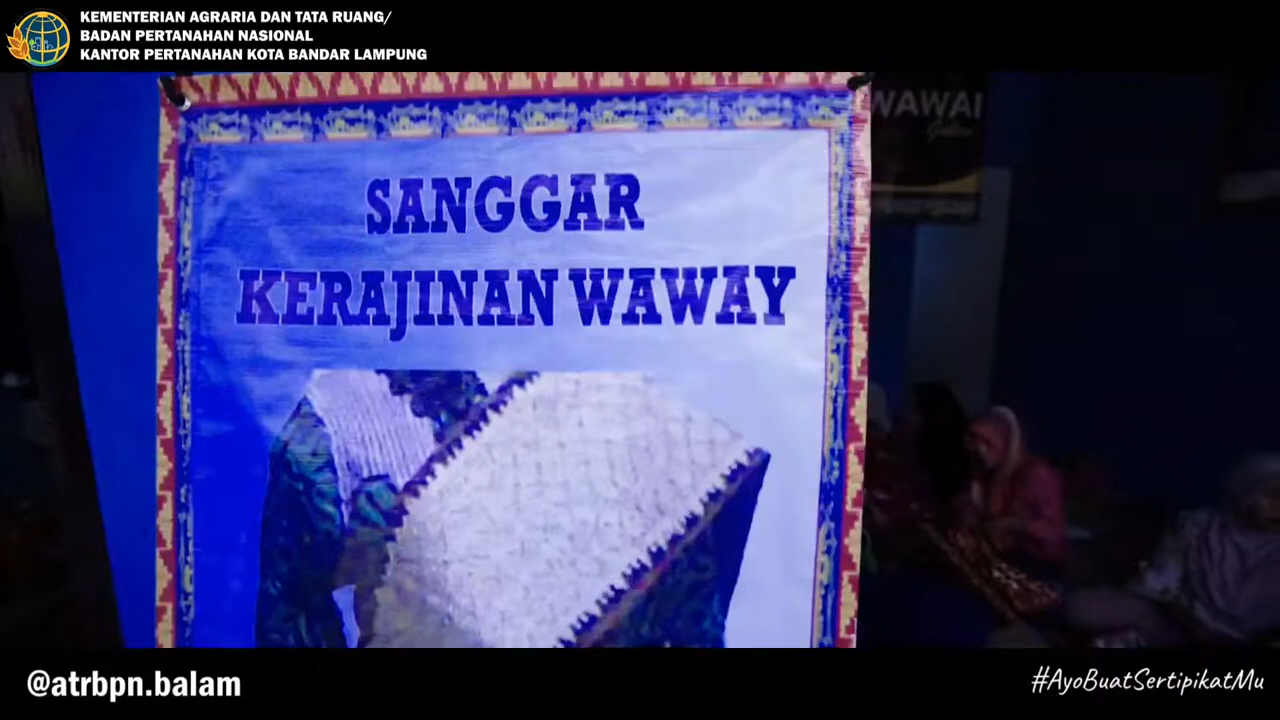 KEMENTERIAN AGRARIA DAN TATA RUANG/
BADAN PERTANAHAN NASIONAL
KANTOR PERTANAHAN KOTA BANDAR LAMPUNG
WAWAI
SANGGAR
KERAJINAN WAWAY
@atrbpn.balam
#AyoBuatSertipikatMu